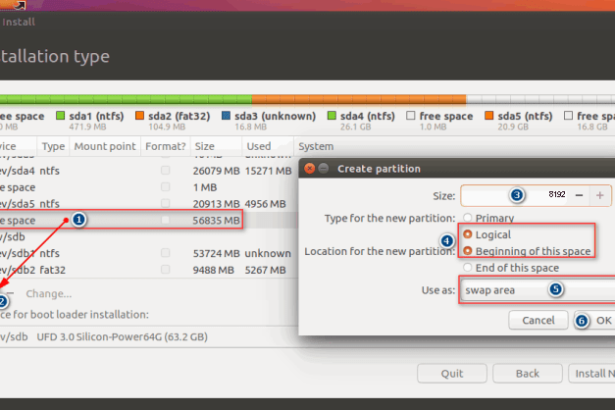 Install
tallation type
ee space sda1 (ntfs) sda2 (fat32) sda3 (unknown) sda4 (ntfs) free space sda5 (ntfs) free spa
0 MB 471.9 MB 104.9 MB 16.8 MB 26.1 GB 1.0 MB 20.9 GB 16.8 GB
vice Type Mount point Format? Size Used System
v/sda4 ntfs 26079 MB 15271 MB
e space 1 MB
v/sda5 ntfs 20913 MB 4956 MB
e space 1 56835 MB
v/sdb
v/sdb1 ntfs 53724 MB unknown
v/sdb2 fat32 9488 MB 5267 MB
2 − Change...
ce for boot loader installation:
v/sdb UFD 3.0 Silicon-Power64G (63.2 GB)
Quit Back Install N
Create partition
Size: 3 8192 − +
Type for the new partition: Primary
4 Logical
Location for the new partition: Beginning of this space
End of this space
Use as: swap area 5
Cancel 6 OK